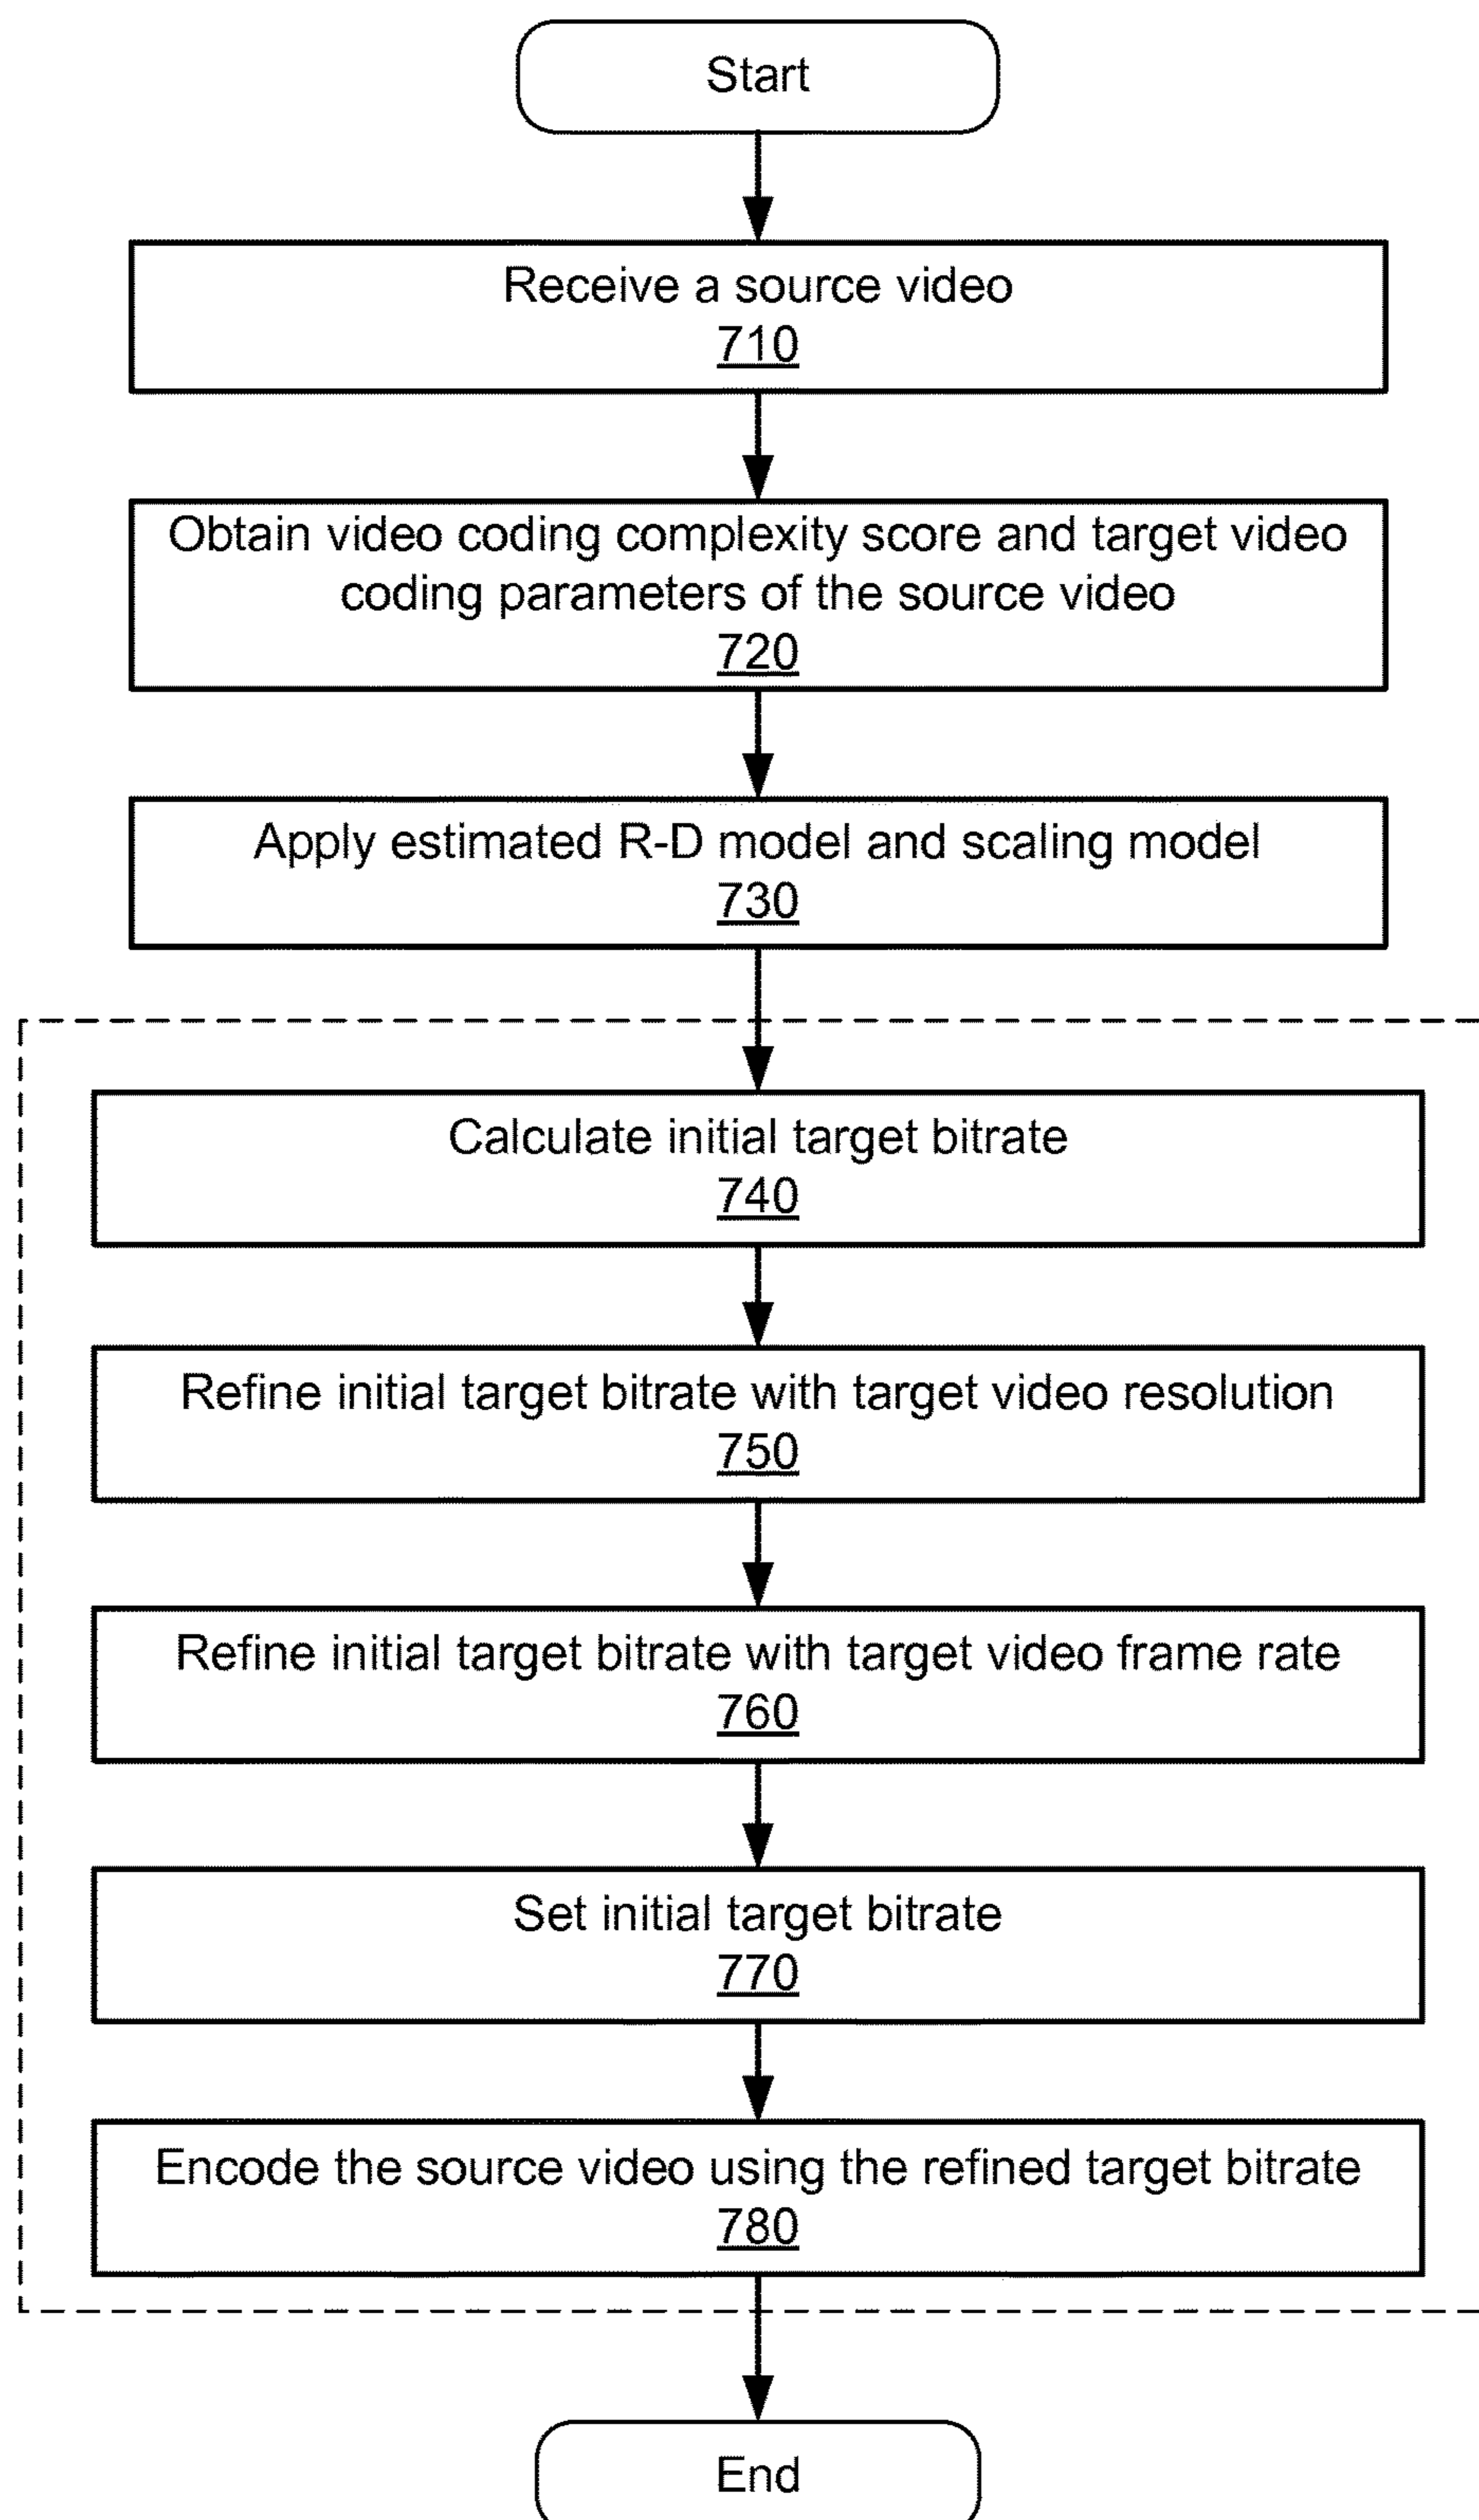 Start
Receive a source video
710
Obtain video coding complexity score and target video
coding parameters of the source video
720
Apply estimated R-D model and scaling model
730
Calculate initial target bitrate
740
Refine initial target bitrate with target video resolution
750
Refine initial target bitrate with target video frame rate
760
Set initial target bitrate
770
Encode the source video using the refined target bitrate
780
End